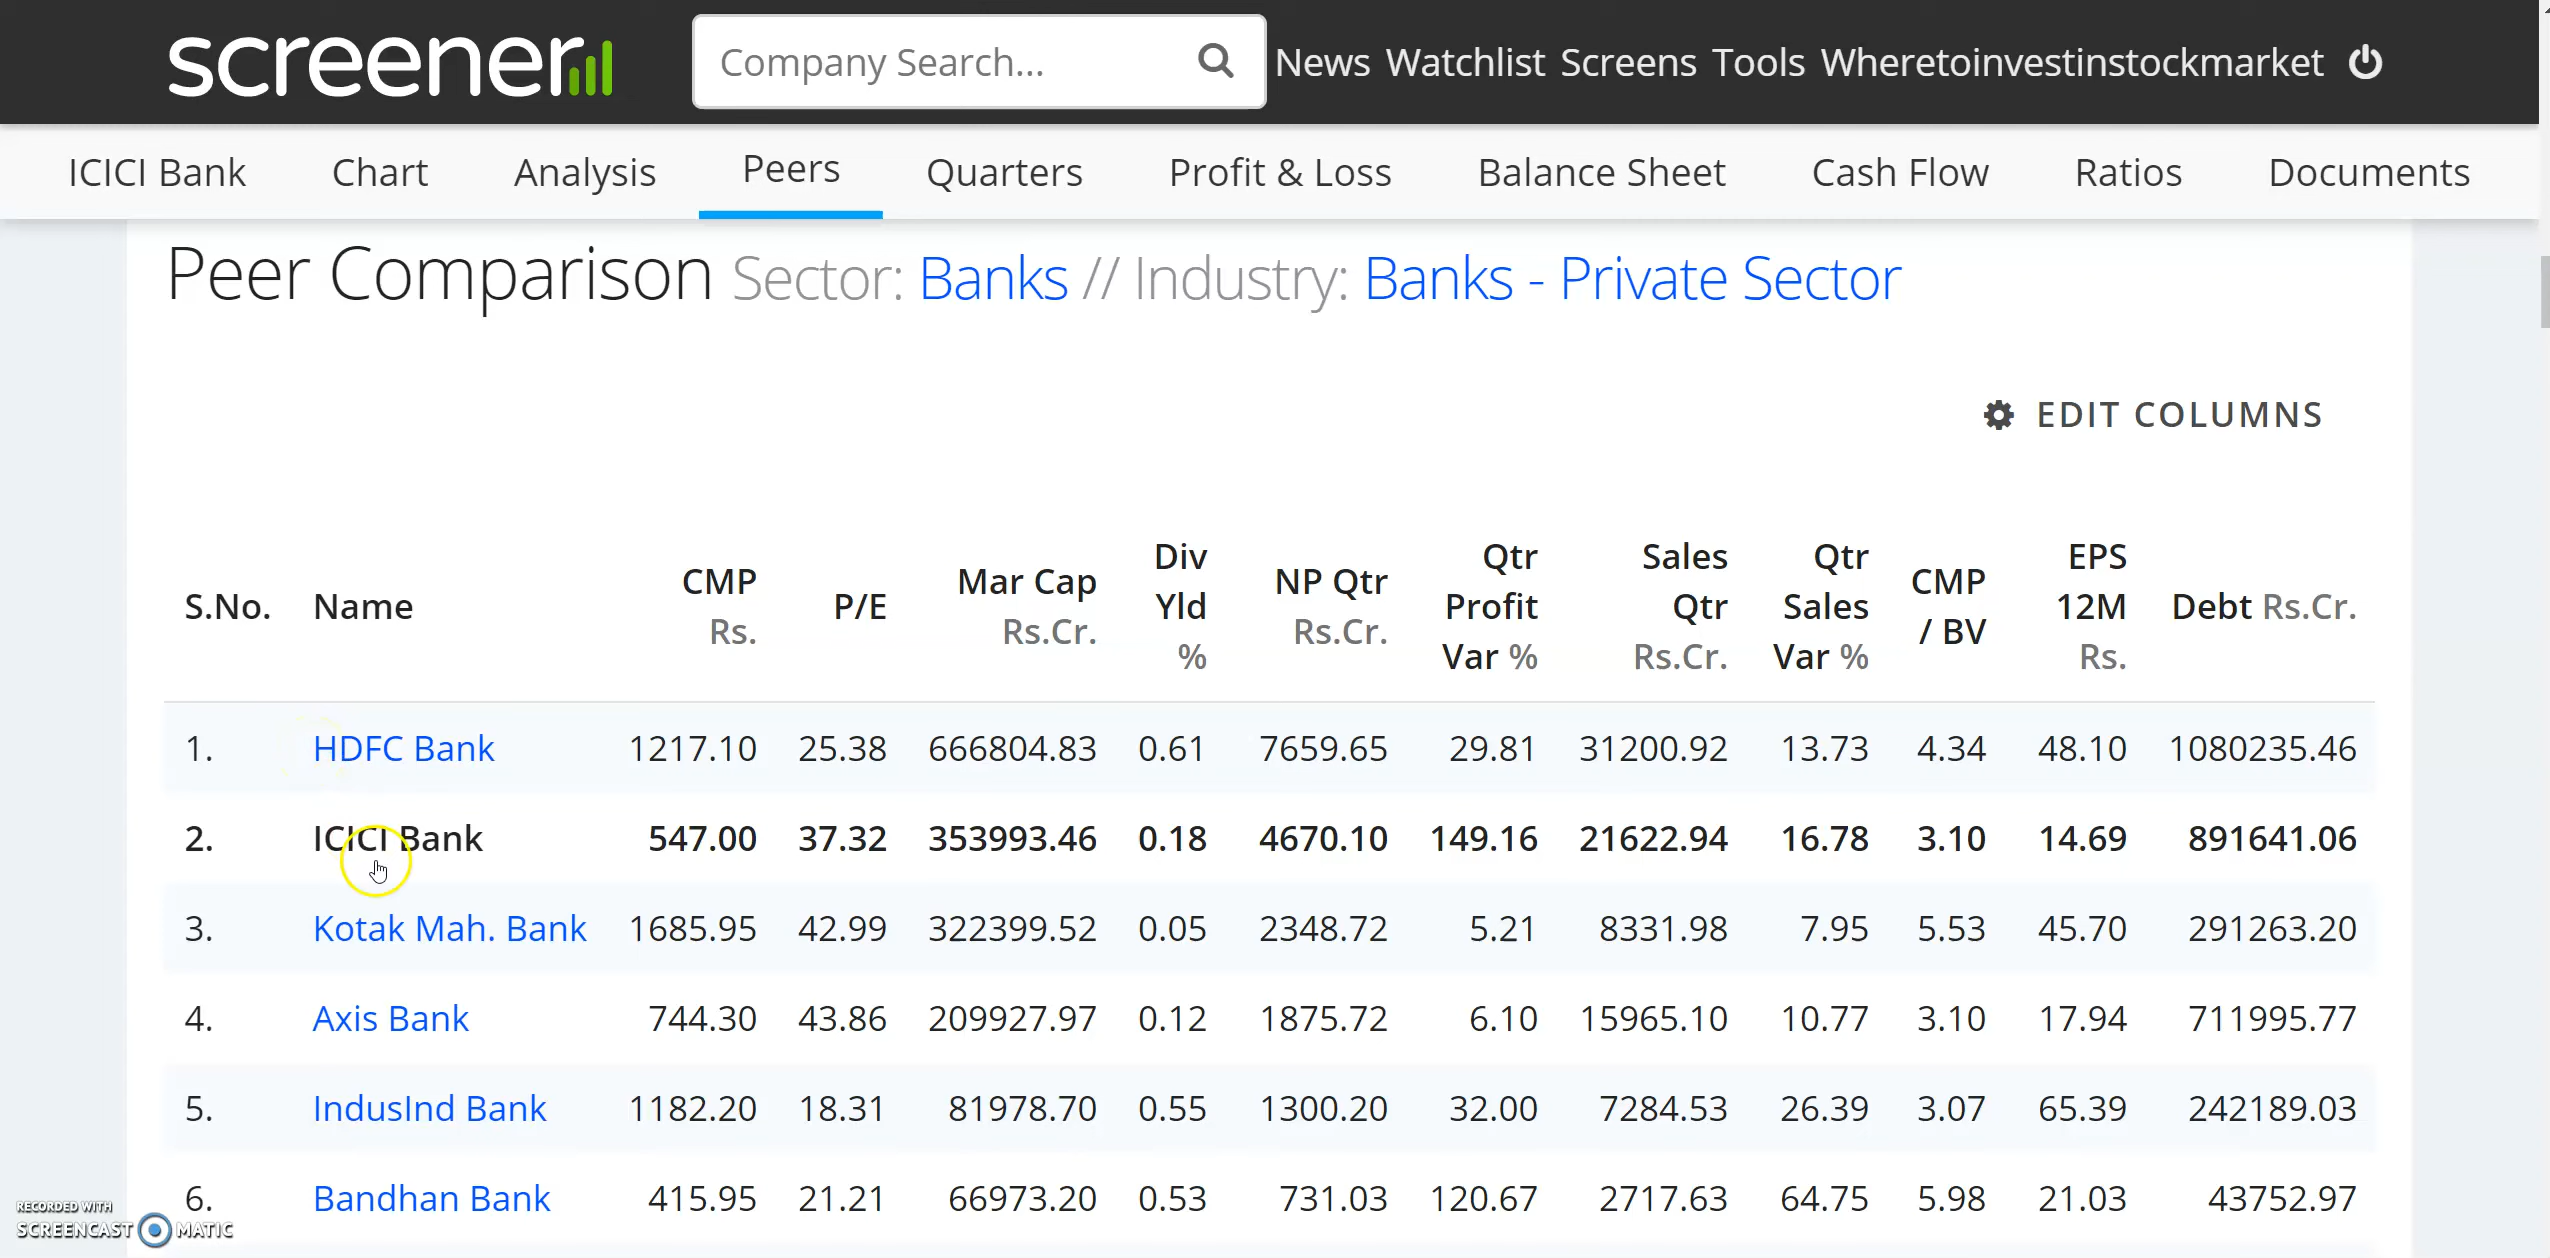 screener
Company Search...
News Watchlist Screens Tools Wheretoinvestinstockmarket
ICICI Bank Chart Analysis Peers Quarters Profit & Loss Balance Sheet Cash Flow Ratios Documents
Peer Comparison Sector: Banks // Industry: Banks - Private Sector
EDIT COLUMNS
S.No. Name CMP Rs. P/E Mar Cap Rs.Cr. Div Yld % NP Qtr Rs.Cr. Qtr Profit Var % Sales Qtr Rs.Cr. Qtr Sales Var % CMP / BV EPS 12M Rs. Debt Rs.Cr.
1. HDFC Bank 1217.10 25.38 666804.83 0.61 7659.65 29.81 31200.92 13.73 4.34 48.10 1080235.46
2. ICICI Bank 547.00 37.32 353993.46 0.18 4670.10 149.16 21622.94 16.78 3.10 14.69 891641.06
3. Kotak Mah. Bank 1685.95 42.99 322399.52 0.05 2348.72 5.21 8331.98 7.95 5.53 45.70 291263.20
4. Axis Bank 744.30 43.86 209927.97 0.12 1875.72 6.10 15965.10 10.77 3.10 17.94 711995.77
5. IndusInd Bank 1182.20 18.31 81978.70 0.55 1300.20 32.00 7284.53 26.39 3.07 65.39 242189.03
6. Bandhan Bank 415.95 21.21 66973.20 0.53 731.03 120.67 2717.63 64.75 5.98 21.03 43752.97
RECORDED WITH
SCREENCAST MATIC